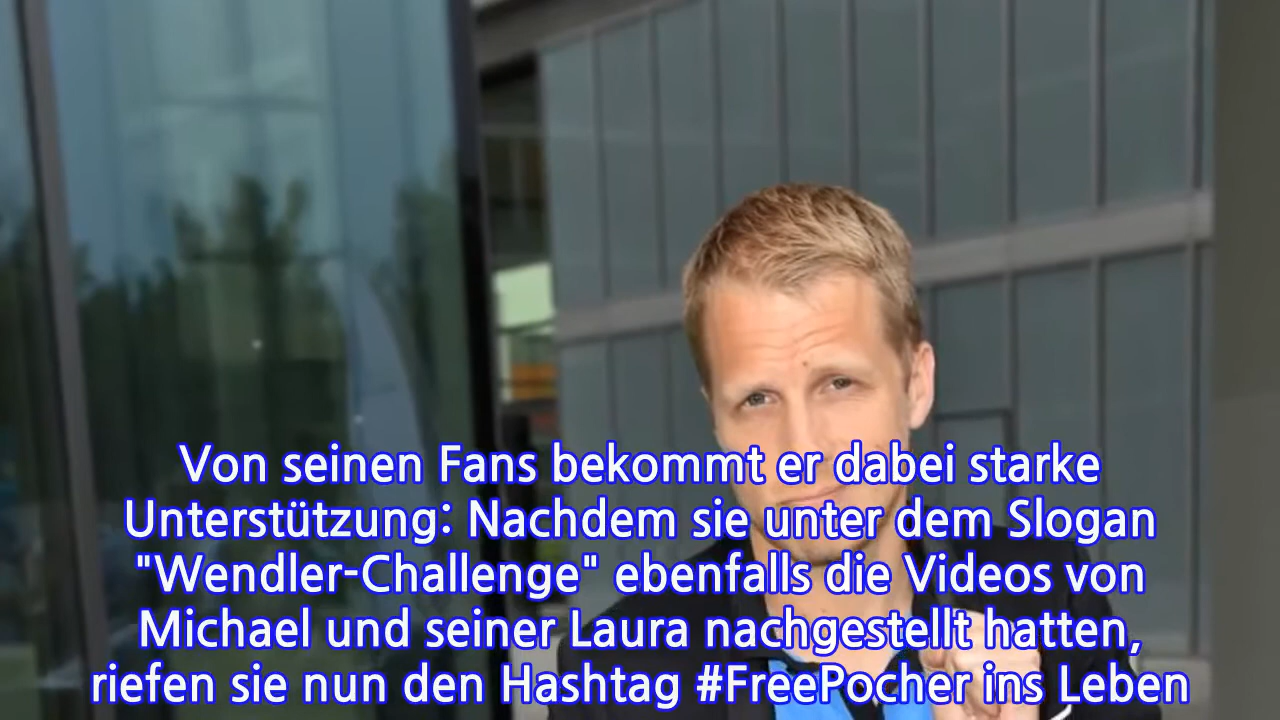 Von seinen Fans bekommt er dabei starke
Unterstützung: Nachdem sie unter dem Slogan
"Wendler-Challenge" ebenfalls die Videos von
Michael und seiner Laura nachgestellt hatten,
riefen sie nun den Hashtag #FreePocher ins Leben